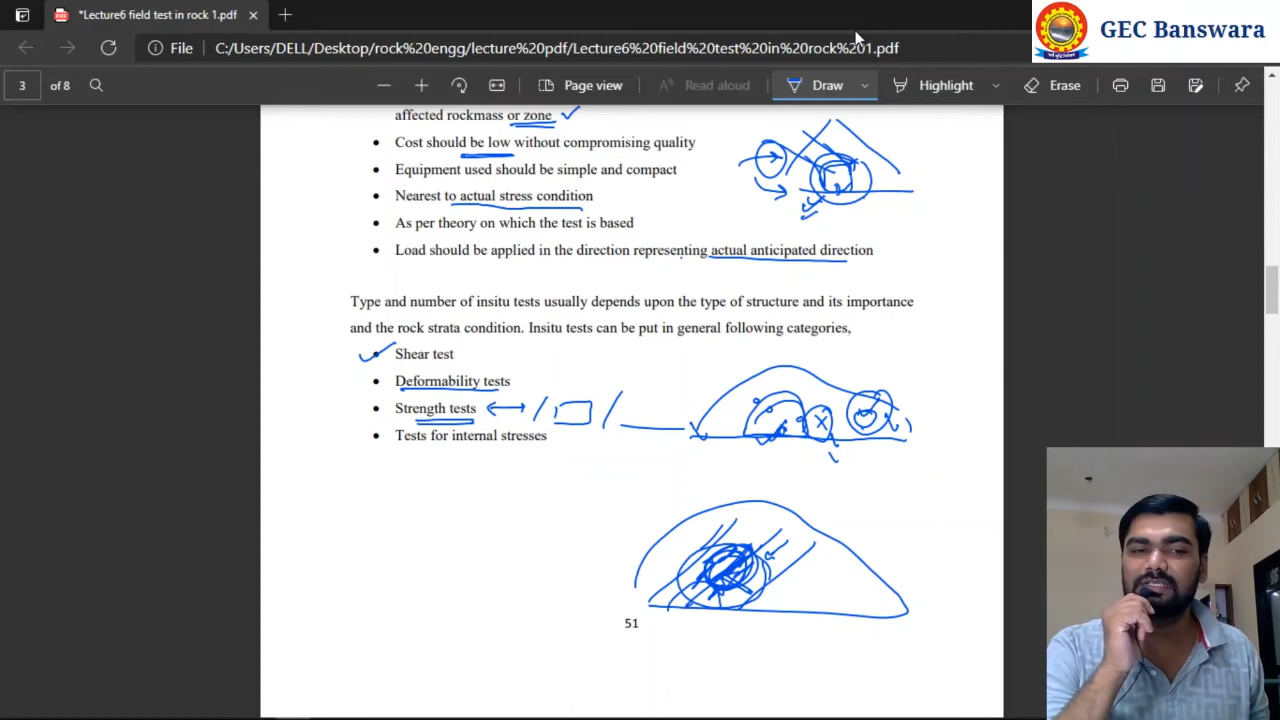 *Lecture6 field test in rock 1.pdf
GEC Banswara
File
C:/Users/DELL/Desktop/rock%20engg/lecture%20pdf/Lecture6%20field%20test%20in%20rock%201.pdf
3 of 8
Page view
Read aloud
Draw
Highlight
Erase
affected rockmass or zone
• Cost should be low without compromising quality
• Equipment used should be simple and compact
• Nearest to actual stress condition
• As per theory on which the test is based
• Load should be applied in the direction representing actual anticipated direction
Type and number of insitu tests usually depends upon the type of structure and its importance
and the rock strata condition. Insitu tests can be put in general following categories,
• Shear test
• Deformability tests
• Strength tests
• Tests for internal stresses
51